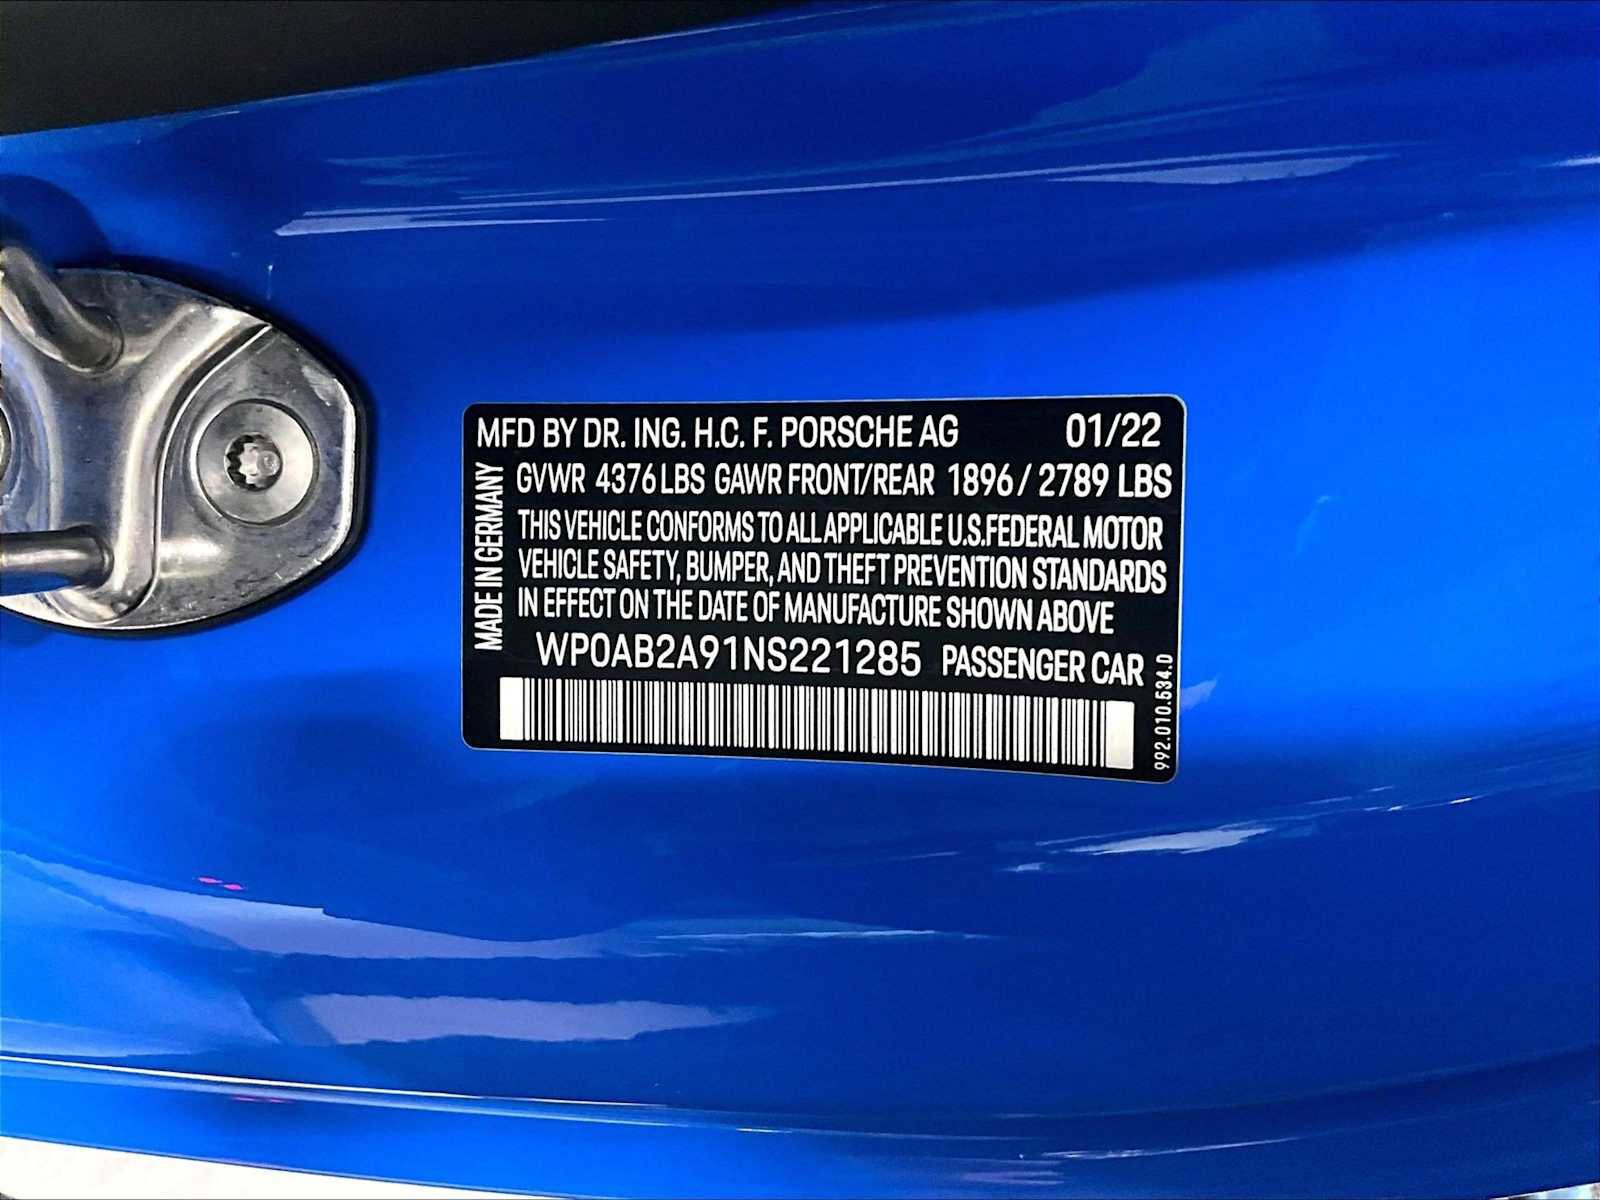 MFD BY DR. ING. H.C. F. PORSCHE AG 01/22
GVWR 4376 LBS GAWR FRONT/REAR 1896 / 2789 LBS
THIS VEHICLE CONFORMS TO ALL APPLICABLE U.S.FEDERAL MOTOR
VEHICLE SAFETY, BUMPER, AND THEFT PREVENTION STANDARDS
IN EFFECT ON THE DATE OF MANUFACTURE SHOWN ABOVE
WP0AB2A91NS221285 PASSENGER CAR
MADE IN GERMANY
992.010.534.0